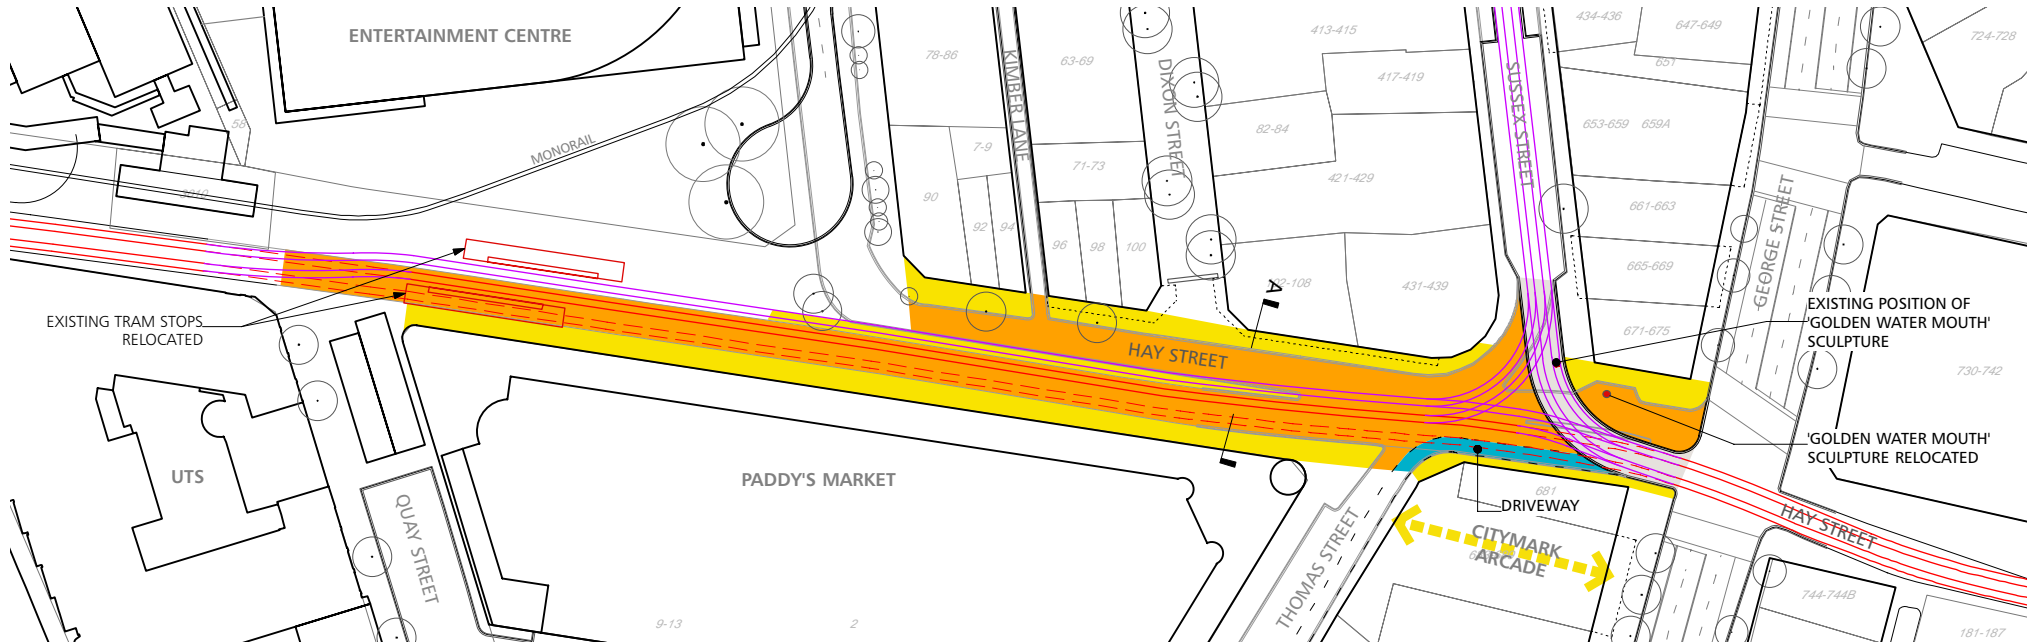 ENTERTAINMENT CENTRE
MONORAIL
58
EXISTING TRAM STOPS
RELOCATED
UTS
QUAY STREET
PADDY'S MARKET
9-13
2
78-86
KIMBER LANE
63-69
DIXON STREET
7-9
71-73
90
92
94
96
98
100
413-415
417-419
82-84
421-429
431-439
HAY STREET
A
SUSSEX STREET
434-436
647-649
651
653-659
659A
661-663
665-669
671-675
GEORGE STREET
724-728
730-742
EXISTING POSITION OF
'GOLDEN WATER MOUTH'
SCULPTURE
'GOLDEN WATER MOUTH'
SCULPTURE RELOCATED
681
DRIVEWAY
CITYMARK
ARCADE
THOMAS STREET
HAY STREET
744-744B
181-187